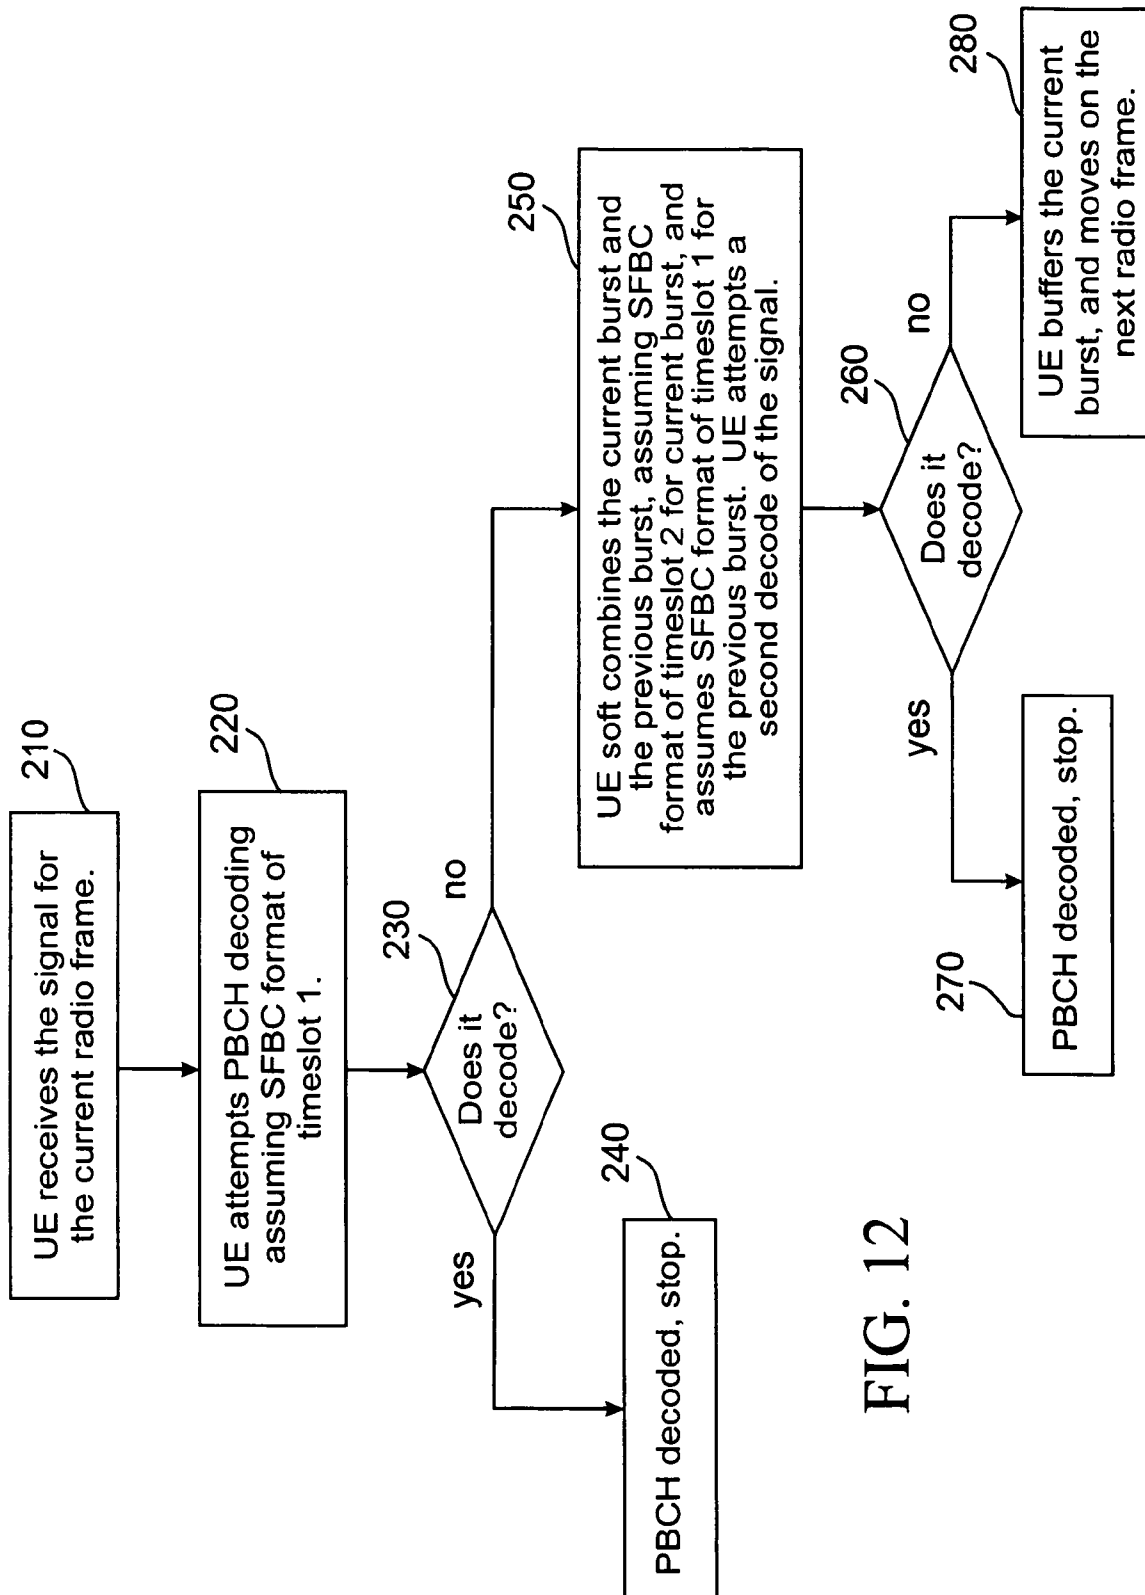 210
UE receives the signal for
the current radio frame.
220
UE attempts PBCH decoding
assuming SFBC format of
timeslot 1.
230
Does it
decode?
yes
no
240
PBCH decoded, stop.
250
UE soft combines the current burst and
the previous burst, assuming SFBC
format of timeslot 2 for current burst, and
assumes SFBC format of timeslot 1 for
the previous burst. UE attempts a
second decode of the signal.
260
Does it
decode?
yes
no
270
PBCH decoded, stop.
280
UE buffers the current
burst, and moves on the
next radio frame.
FIG. 12